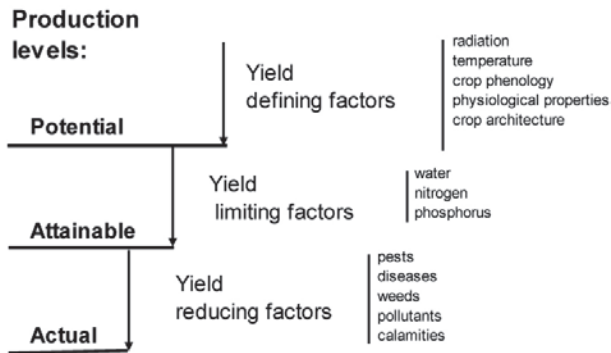 Production
levels:
Yield
defining factors
radiation
temperature
crop phenology
physiological properties
crop architecture
Potential
Yield
limiting factors
water
nitrogen
phosphorus
Attainable
Yield
reducing factors
pests
diseases
weeds
pollutants
calamities
Actual